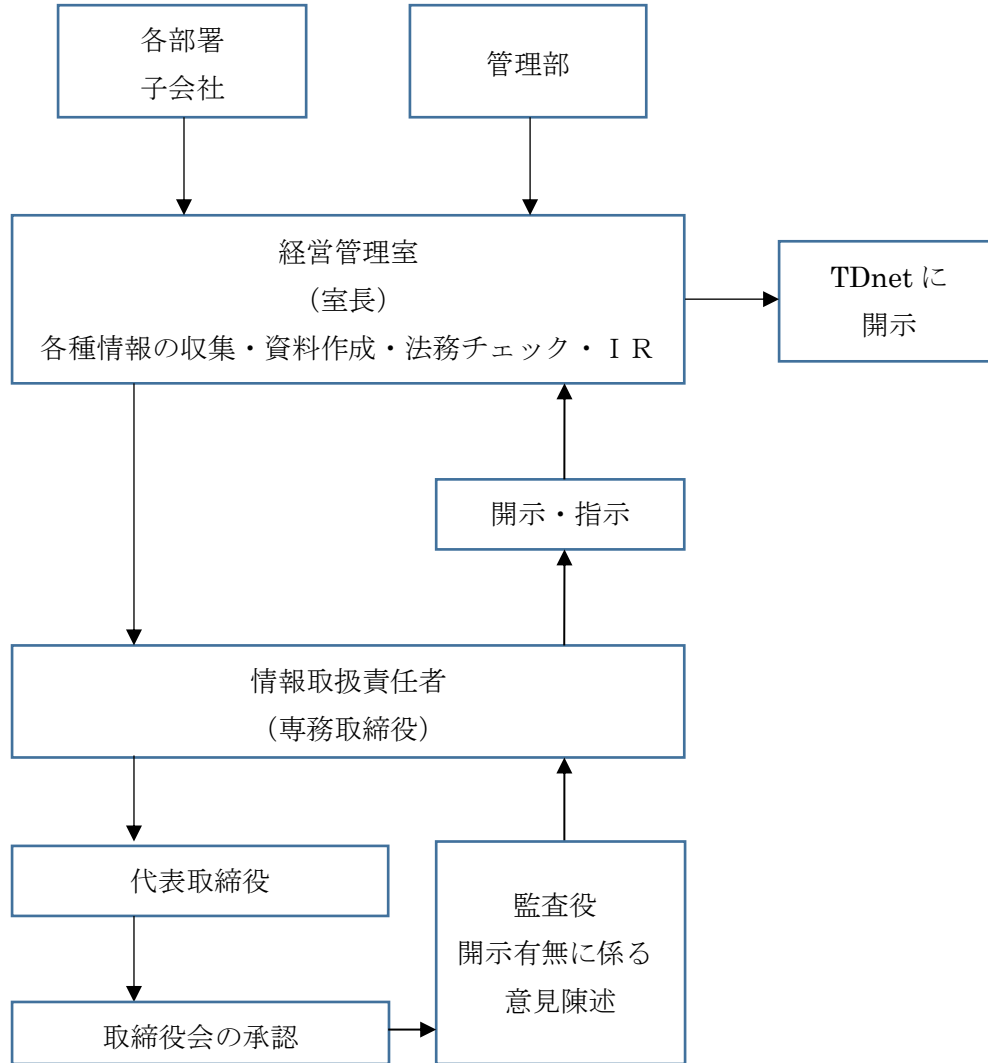 各部署
子会社
管理部
経営管理室
（室長）
各種情報の収集・資料作成・法務チェック・ＩＲ
TDnet に
開示
開示・指示
情報取扱責任者
（専務取締役）
代表取締役
取締役会の承認
監査役
開示有無に係る
意見陳述